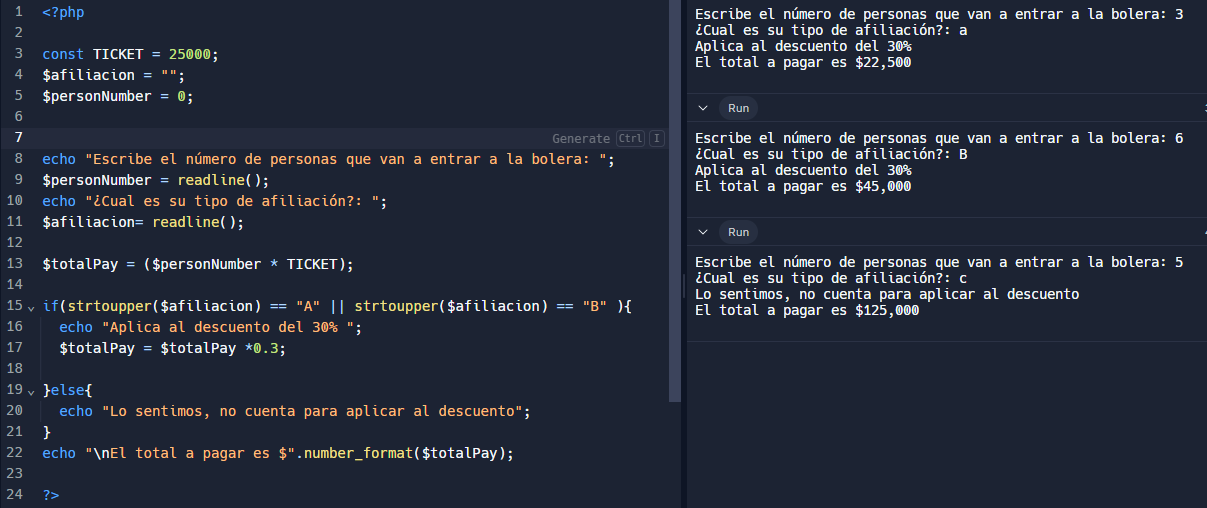 1 <?php
2
3 const TICKET = 25000;
4 $afiliacion = "";
5 $personNumber = 0;
6
7 Generate Ctrl I
8 echo "Escribe el número de personas que van a entrar a la bolera: ";
9 $personNumber = readline();
10 echo "¿Cual es su tipo de afiliación?: ";
11 $afiliacion= readline();
12
13 $totalPay = ($personNumber * TICKET);
14
15 if(strtoupper($afiliacion) == "A" || strtoupper($afiliacion) == "B" ){
16 echo "Aplica al descuento del 30% ";
17 $totalPay = $totalPay *0.3;
18
19 }else{
20 echo "Lo sentimos, no cuenta para aplicar al descuento";
21 }
22 echo "\nEl total a pagar es $".number_format($totalPay);
23
24 ?>
Escribe el número de personas que van a entrar a la bolera: 3
¿Cual es su tipo de afiliación?: a
Aplica al descuento del 30%
El total a pagar es $22,500
Run
Escribe el número de personas que van a entrar a la bolera: 6
¿Cual es su tipo de afiliación?: B
Aplica al descuento del 30%
El total a pagar es $45,000
Run
Escribe el número de personas que van a entrar a la bolera: 5
¿Cual es su tipo de afiliación?: c
Lo sentimos, no cuenta para aplicar al descuento
El total a pagar es $125,000